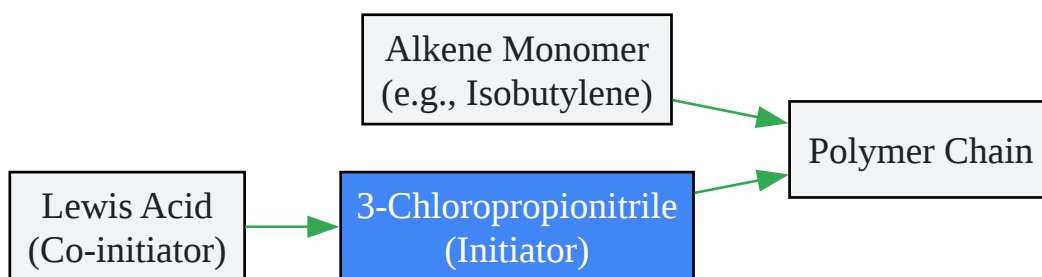 Alkene Monomer
(e.g., Isobutylene)
Polymer Chain
Lewis Acid
(Co-initiator)
3-Chloropropionitrile
(Initiator)